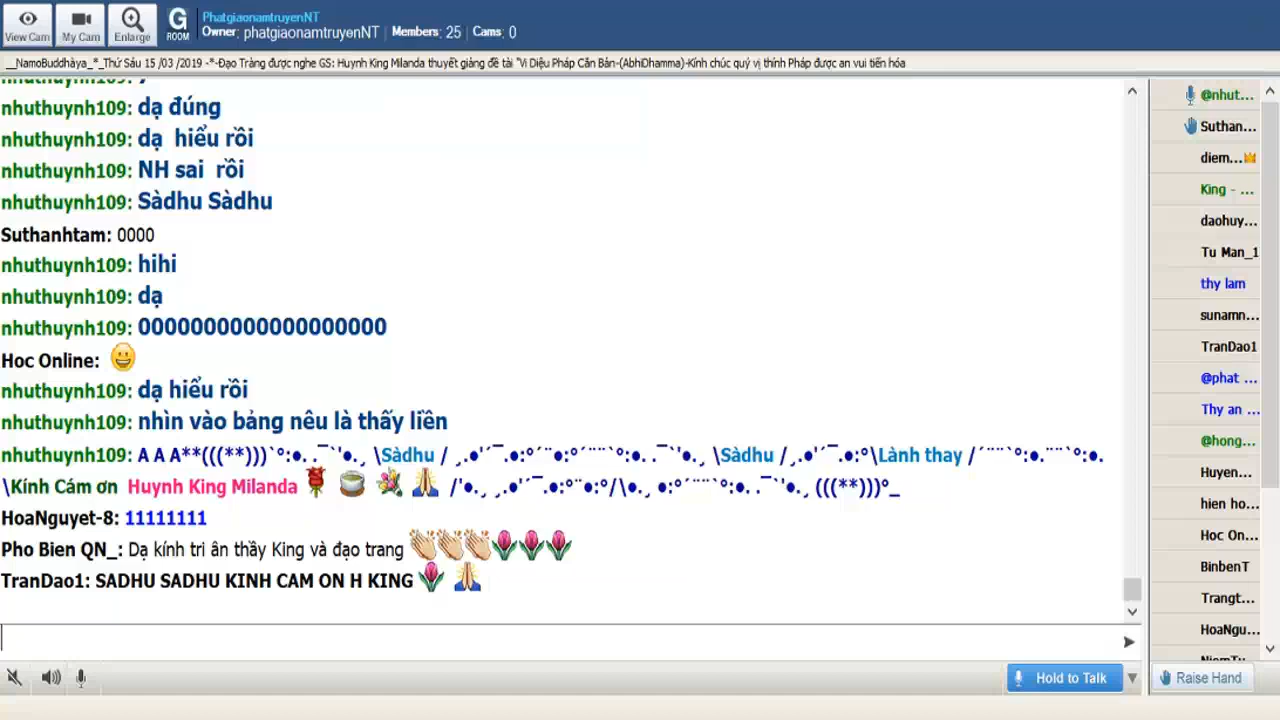 View Cam
My Cam
Enlarge
G
ROOM
PhatgiaonamtruyenNT
Owner: phatgiaonamtruyenNT | Members: 25 | Cams: 0
__NamoBuddhàya_*_Thứ Sáu 15 /03 /2019 -*-Đạo Tràng được nghe GS: Huynh King Milanda thuyết giảng đề tài "Vi Diệu Pháp Căn Bản-(AbhiDhamma)-Kính chúc quý vị thính Pháp được an vui tiến hóa
nhuthuynh109: dạ đúng
nhuthuynh109: dạ hiểu rồi
nhuthuynh109: NH sai rồi
nhuthuynh109: Sàdhu Sàdhu
Suthanhtam: 0000
nhuthuynh109: hihi
nhuthuynh109: dạ
nhuthuynh109: 0000000000000000000
Hoc Online:
nhuthuynh109: dạ hiểu rồi
nhuthuynh109: nhìn vào bảng nêu là thấy liền
nhuthuynh109: A A A**(((**)))`°:•. .¯`'•.¸ \Sàdhu / ¸.•'´¯.•:°´¨•:°´¨¨`°:•. .¯`'•.¸ \Sàdhu /¸.•'´¯.•:°\Lành thay /´¨¨`°:•.¨¨`°:•.
\Kính Cám ơn Huynh King Milanda /'•.¸ ¸.•'´¯.•:°¨•:°/\•.¸ •:°´¨¨`°:•. .¯`'•.¸ (((**)))°_
HoaNguyet-8: 11111111
Pho Bien QN_: Dạ kính tri ân thầy King và đạo trang
TranDao1: SADHU SADHU KINH CAM ON H KING
@nhut...
Suthan...
diem...
King - ...
daohuy...
Tu Man_1
thy lam
sunamn...
TranDao1
@phat ...
Thy an ...
@hong...
Huyen...
hien ho...
Hoc On...
BinbenT
Trangt...
HoaNgu...
Hold to Talk
Raise Hand